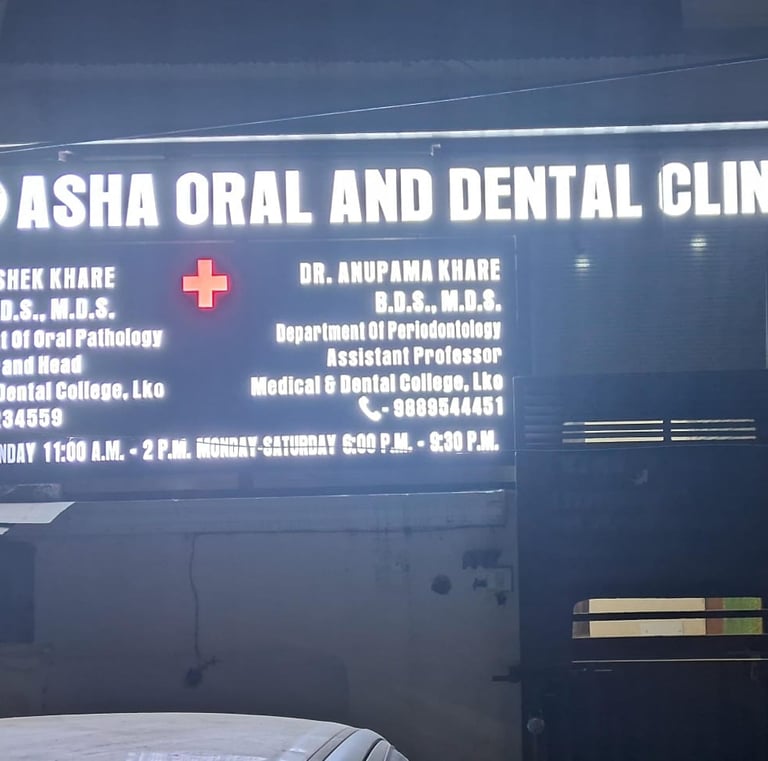 ASHA ORAL AND DENTAL CLIN
SHEK KHARE
D.S., M.D.S.
t Of Oral Pathology
and Head
Dental College, Lko
34559
DR. ANUPAMA KHARE
B.D.S., M.D.S.
Department Of Periodontology
Assistant Professor
Medical & Dental College, Lko
- 9889544451
NDAY 11:00 A.M. - 2 P.M. MONDAY-SATURDAY 6:00 P.M. - 9:30 P.M.